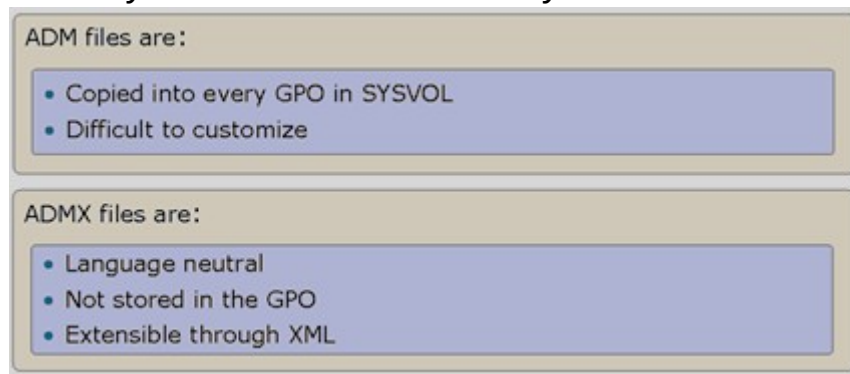 ADM files are:
• Copied into every GPO in SYSVOL
• Difficult to customize
ADMX files are:
• Language neutral
• Not stored in the GPO
• Extensible through XML